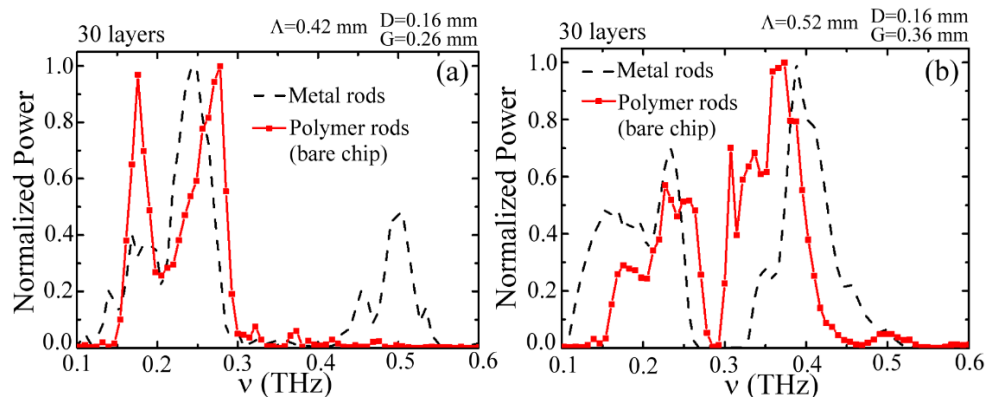 30 layers
Λ=0.42 mm
D=0.16 mm
G=0.26 mm
(a)
Metal rods
Polymer rods
(bare chip)
Normalized Power
1.0
0.8
0.6
0.4
0.2
0.0
0.1 0.2 0.3 0.4 0.5 0.6
ν (THz)
30 layers
Λ=0.52 mm
D=0.16 mm
G=0.36 mm
(b)
Metal rods
Polymer rods
(bare chip)
Normalized Power
1.0
0.8
0.6
0.4
0.2
0.0
0.1 0.2 0.3 0.4 0.5 0.6
ν (THz)